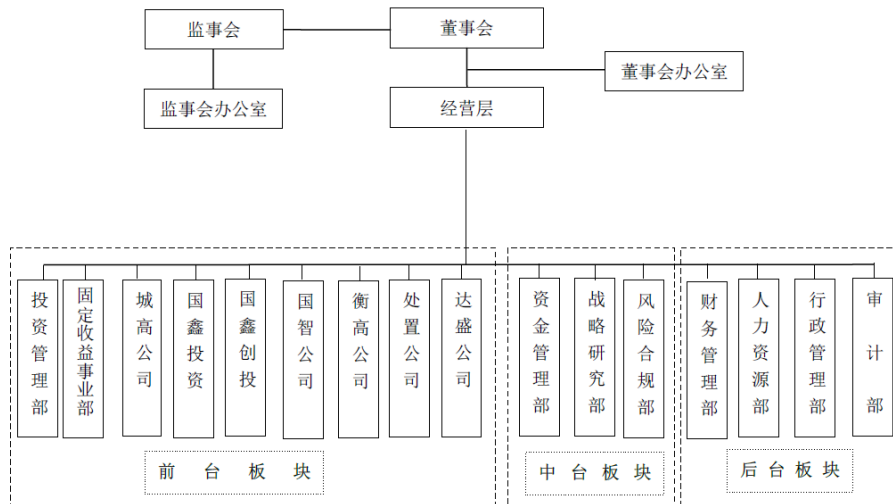 监事会
董事会
董事会办公室
监事会办公室
经营层
投资管理部
固定收益事业部
城高公司
国鑫投资
国鑫创投
国智公司
衡高公司
处置公司
达盛公司
资金管理部
战略研究部
风险合规部
财务管理部
人力资源部
行政管理部
审计部
前台板块
中台板块
后台板块